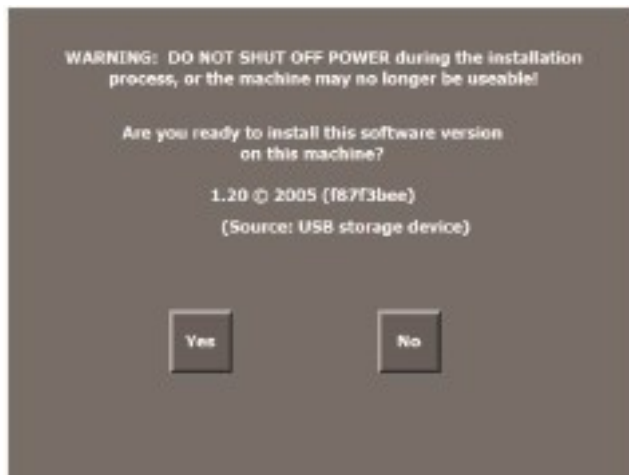 WARNING:  DO NOT SHUT OFF POWER during the installation
process, or the machine may no longer be useable!
Are you ready to install this software version
on this machine?
1.20 © 2005 (f87f3bee)
(Source: USB storage device)
Yes
No